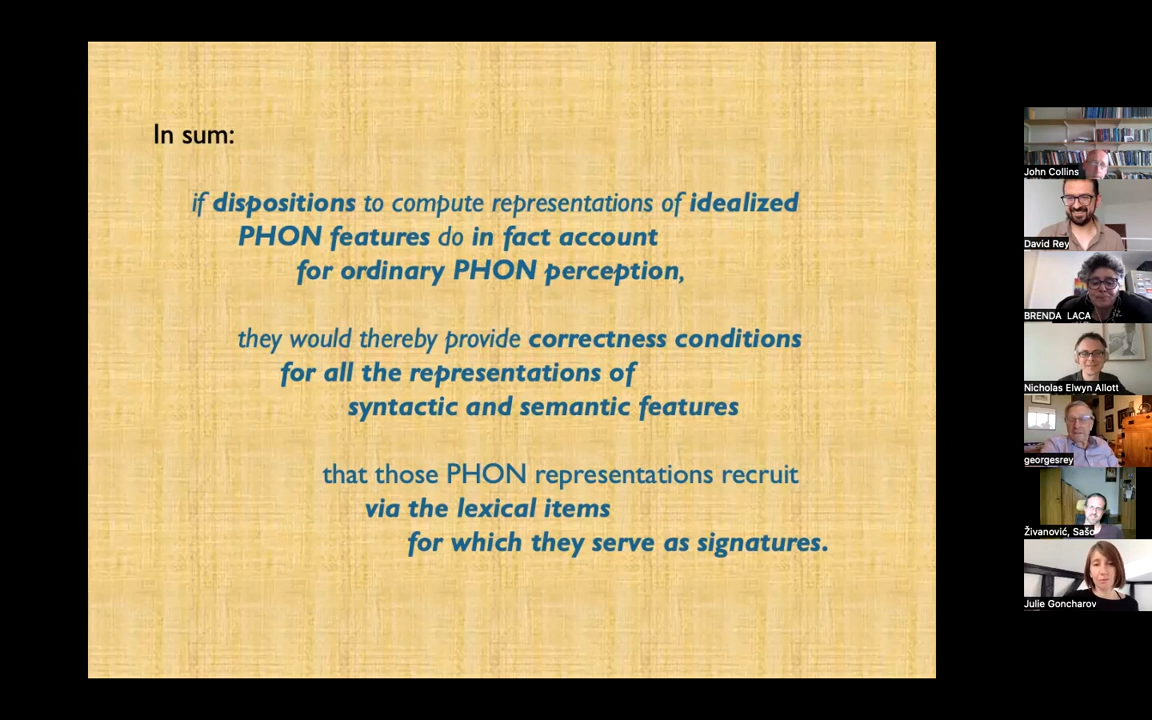 In sum:
if dispositions to compute representations of idealized
PHON features do in fact account
for ordinary PHON perception,
they would thereby provide correctness conditions
for all the representations of
syntactic and semantic features
that those PHON representations recruit
via the lexical items
for which they serve as signatures.
John Collins
David Rey
BRENDA LACA
Nicholas Elwyn Allott
georgesrey
Živanović, Sašo
Julie Goncharov